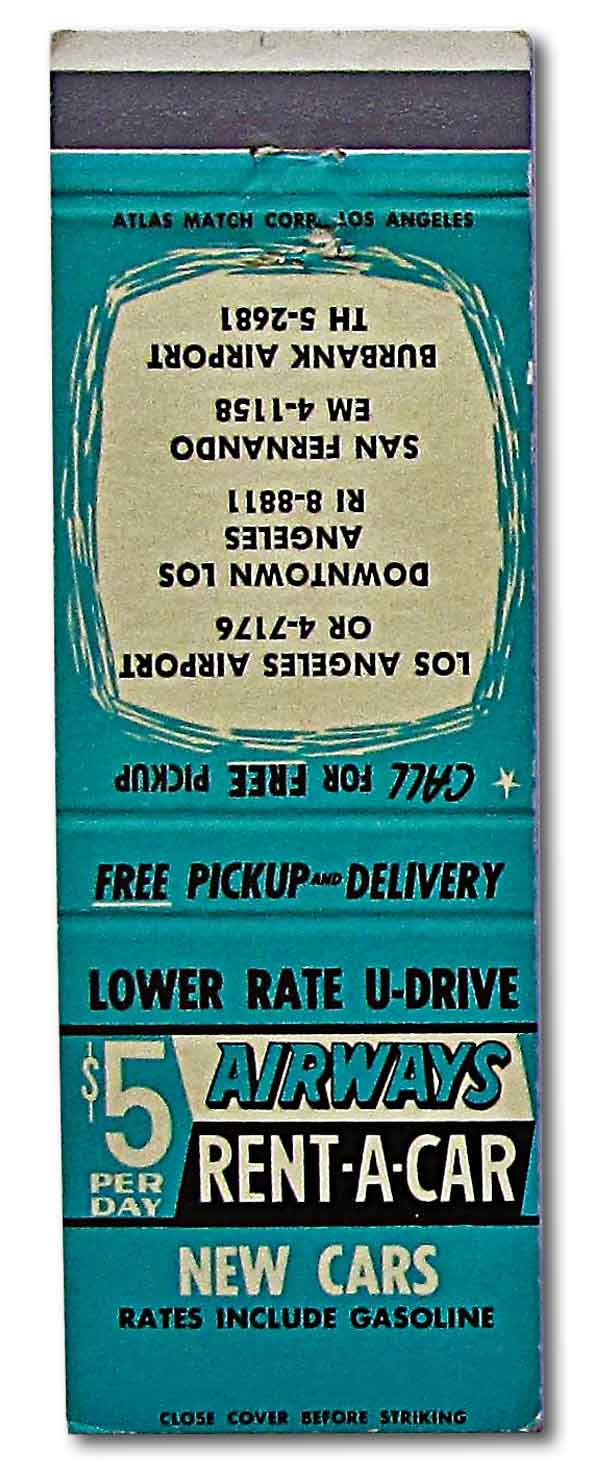 ATLAS MATCH CORP., LOS ANGELES
CALL FOR FREE PICKUP
LOS ANGELES AIRPORT
OR 4-7176
DOWNTOWN LOS
ANGELES
RI 8-8811
SAN FERNANDO
EM 4-1158
BURBANK AIRPORT
TH 5-2681
FREE PICKUP AND DELIVERY
LOWER RATE U-DRIVE
$5 PER DAY
AIRWAYS
RENT-A-CAR
NEW CARS
RATES INCLUDE GASOLINE
CLOSE COVER BEFORE STRIKING